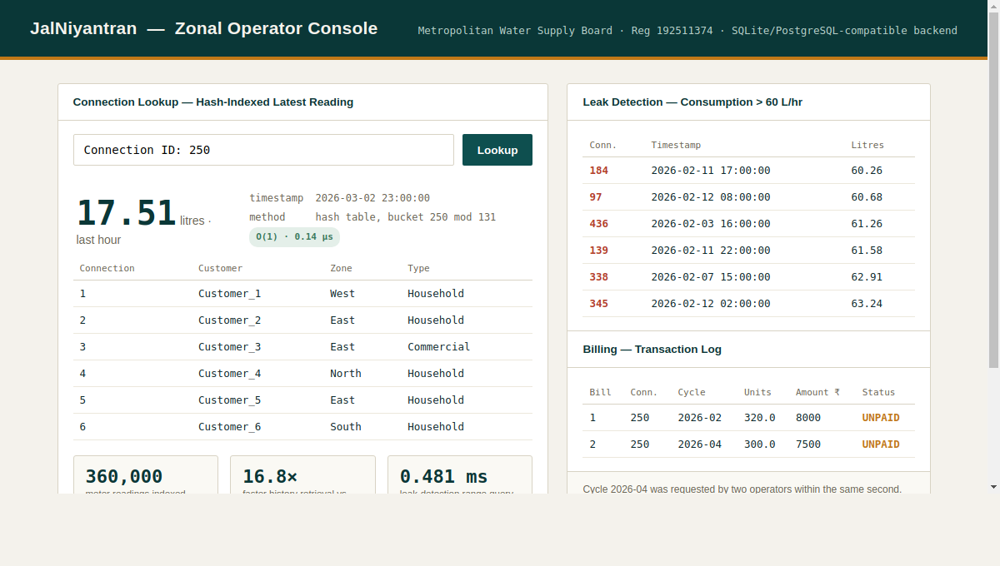 JalNiyantran — Zonal Operator Console
Metropolitan Water Supply Board · Reg 192511374 · SQLite/PostgreSQL-compatible backend
Connection Lookup — Hash-Indexed Latest Reading
Connection ID: 250
Lookup
17.51 litres ·
last hour
timestamp 2026-03-02 23:00:00
method hash table, bucket 250 mod 131
O(1) · 0.14 µs
Connection Customer Zone Type
1 Customer_1 West Household
2 Customer_2 East Household
3 Customer_3 East Commercial
4 Customer_4 North Household
5 Customer_5 East Household
6 Customer_6 South Household
360,000
meter readings indexed
16.8×
faster history retrieval vs
0.481 ms
leak-detection range query
Leak Detection — Consumption > 60 L/hr
Conn. Timestamp Litres
184 2026-02-11 17:00:00 60.26
97 2026-02-12 08:00:00 60.68
436 2026-02-03 16:00:00 61.26
139 2026-02-11 22:00:00 61.58
338 2026-02-07 15:00:00 62.91
345 2026-02-12 02:00:00 63.24
Billing — Transaction Log
Bill Conn. Cycle Units Amount ₹ Status
1 250 2026-02 320.0 8000 UNPAID
2 250 2026-04 300.0 7500 UNPAID
Cycle 2026-04 was requested by two operators within the same second.